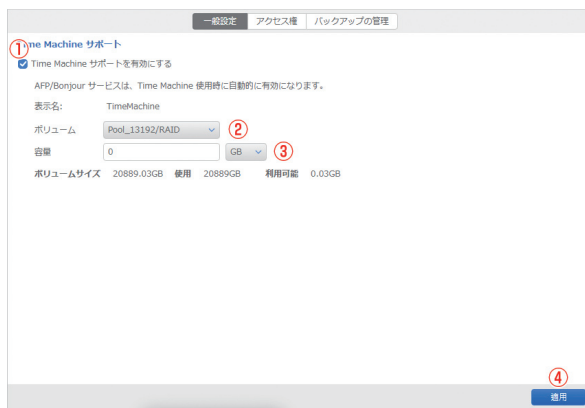 一般設定 アクセス権 バックアップの管理
Time Machine サポート
①
Time Machine サポートを有効にする
AFP/Bonjour サービスは、Time Machine 使用時に自動的に有効になります。
表示名: TimeMachine
ボリューム Pool_13192/RAID ②
容量 0 GB ③
ボリュームサイズ 20889.03GB 使用 20889GB 利用可能 0.03GB
④
適用